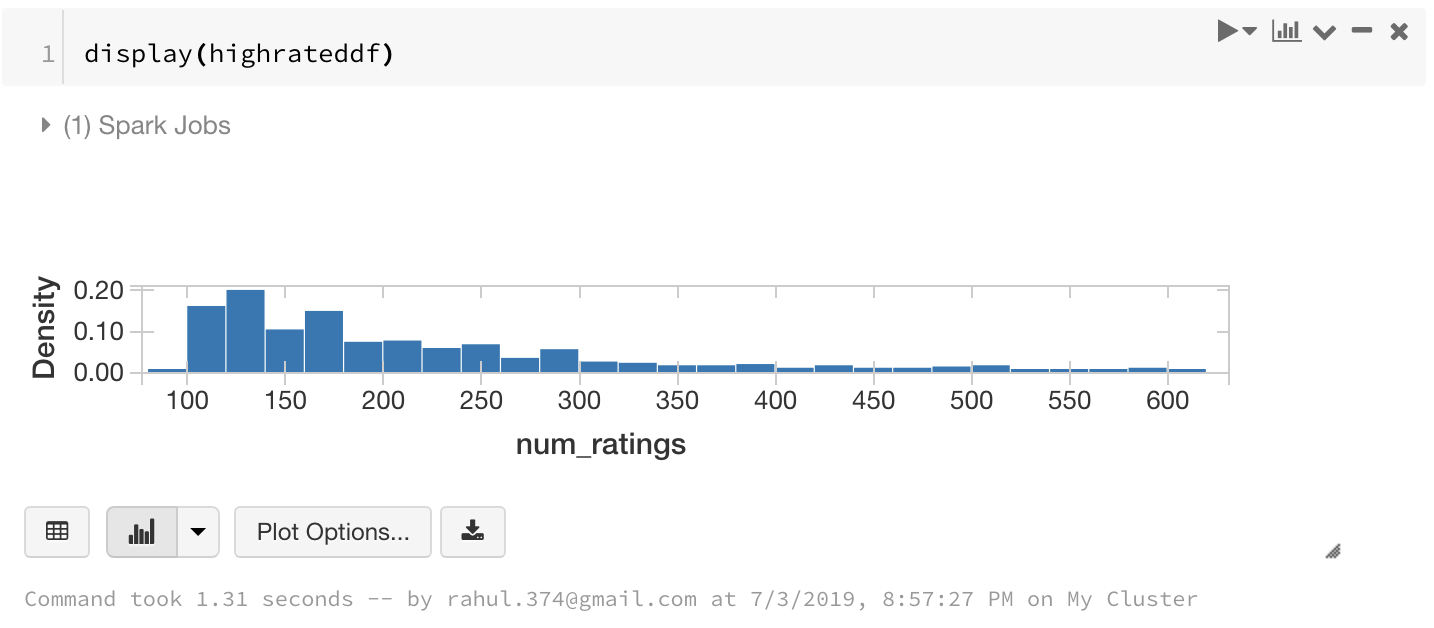 1 display(highrateddf)
(1) Spark Jobs
Density
0.20
0.10
0.00
100 150 200 250 300 350 400 450 500 550 600
num_ratings
Plot Options...
Command took 1.31 seconds -- by rahul.374@gmail.com at 7/3/2019, 8:57:27 PM on My Cluster